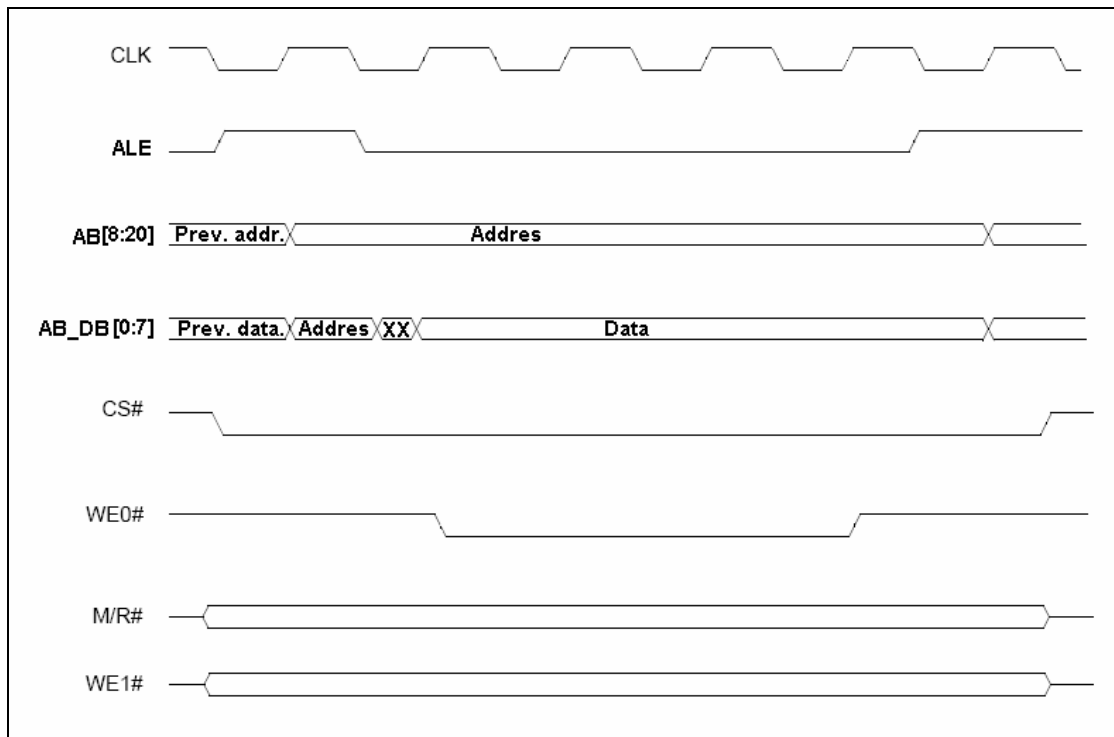 CLK
ALE
AB[8:20] Prev. addr. Addres
AB_DB[0:7] Prev. data. Addres XX Data
CS#
WE0#
M/R#
WE1#